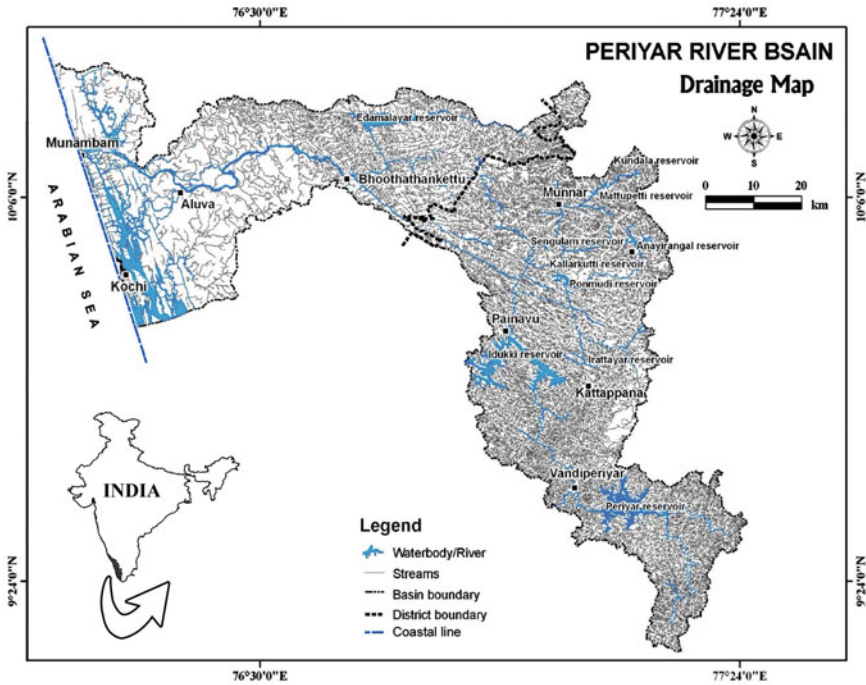 76°30'0"E
77°24'0"E
PERIYAR RIVER BSAIN
Drainage Map
N
W
E
S
0 10 20
km
10°6'0"N
10°6'0"N
Edamalayar reservoir
Munambam
Bhoothathankettu
Aluva
Kundala reservoir
Munnar
Mattupetti reservoir
Sengulam reservoir
Anayirangal reservoir
Kallarkutti reservoir
Ponmudi reservoir
ARABIAN SEA
Kochi
Painavu
Idukki reservoir
Irattayar reservoir
Kattappana
Vandiperiyar
Periyar reservoir
INDIA
Legend
Waterbody/River
Streams
Basin boundary
District boundary
Coastal line
9°24'0"N
9°24'0"N
76°30'0"E
77°24'0"E